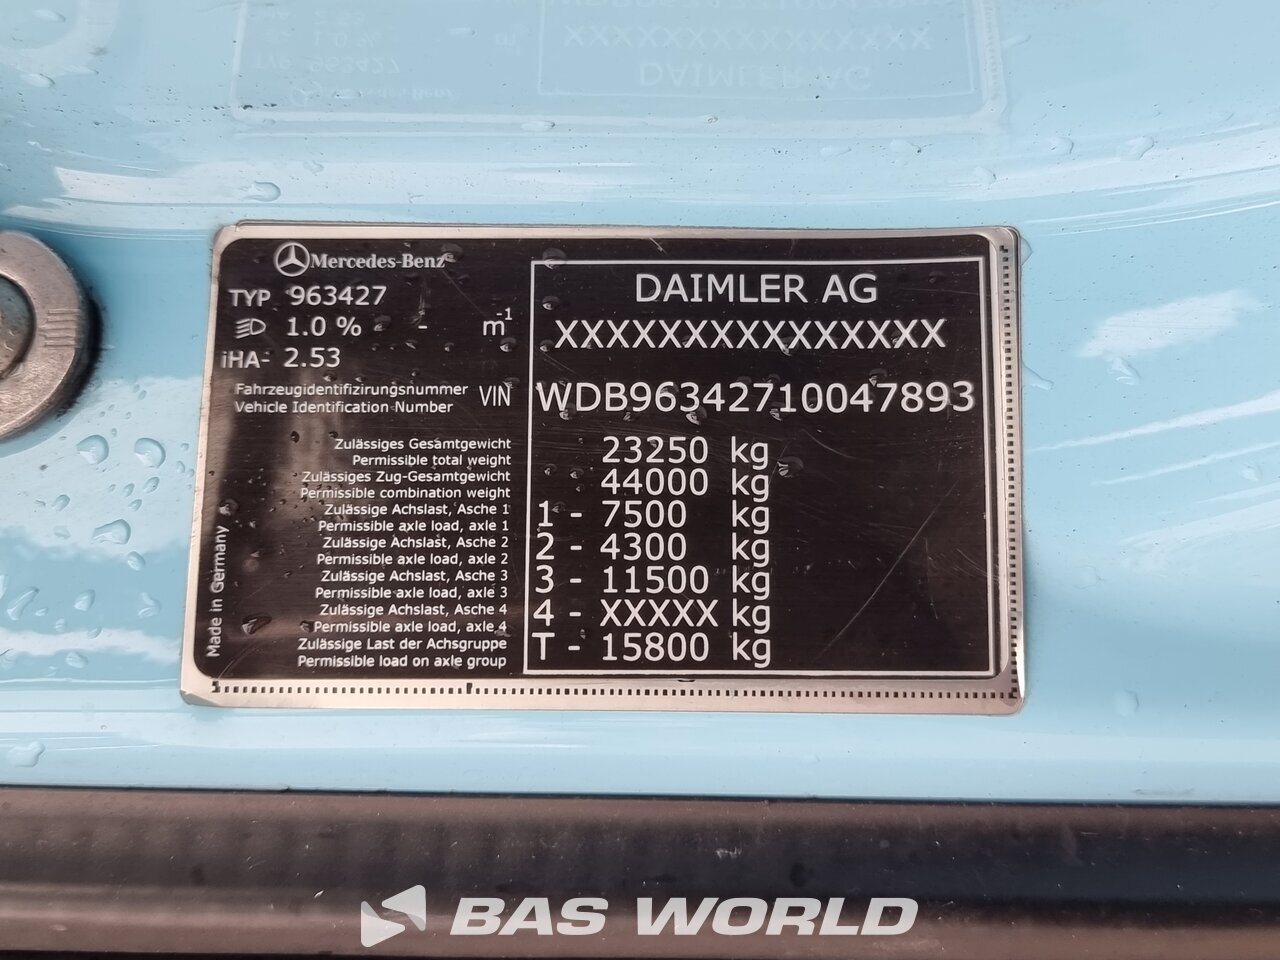 Mercedes-Benz
TYP 963427
1.0 % - m-1
iHA- 2.53
Fahrzeugidentifizirungsnummer
Vehicle Identification Number
VIN
DAIMLER AG
XXXXXXXXXXXXXXX
WDB96342710047893
Zulässiges Gesamtgewicht
Permissible total weight
23250 kg
Zulässiges Zug-Gesamtgewicht
Permissible combination weight
44000 kg
Zulässige Achslast, Asche 1
Permissible axle load, axle 1
1 - 7500 kg
Zulässige Achslast, Asche 2
Permissible axle load, axle 2
2 - 4300 kg
Zulässige Achslast, Asche 3
Permissible axle load, axle 3
3 - 11500 kg
Zulässige Achslast, Asche 4
Permissible axle load, axle 4
4 - XXXXX kg
Zulässige Last der Achsgruppe
Permissible load on axle group
T - 15800 kg
Made in Germany
BAS WORLD